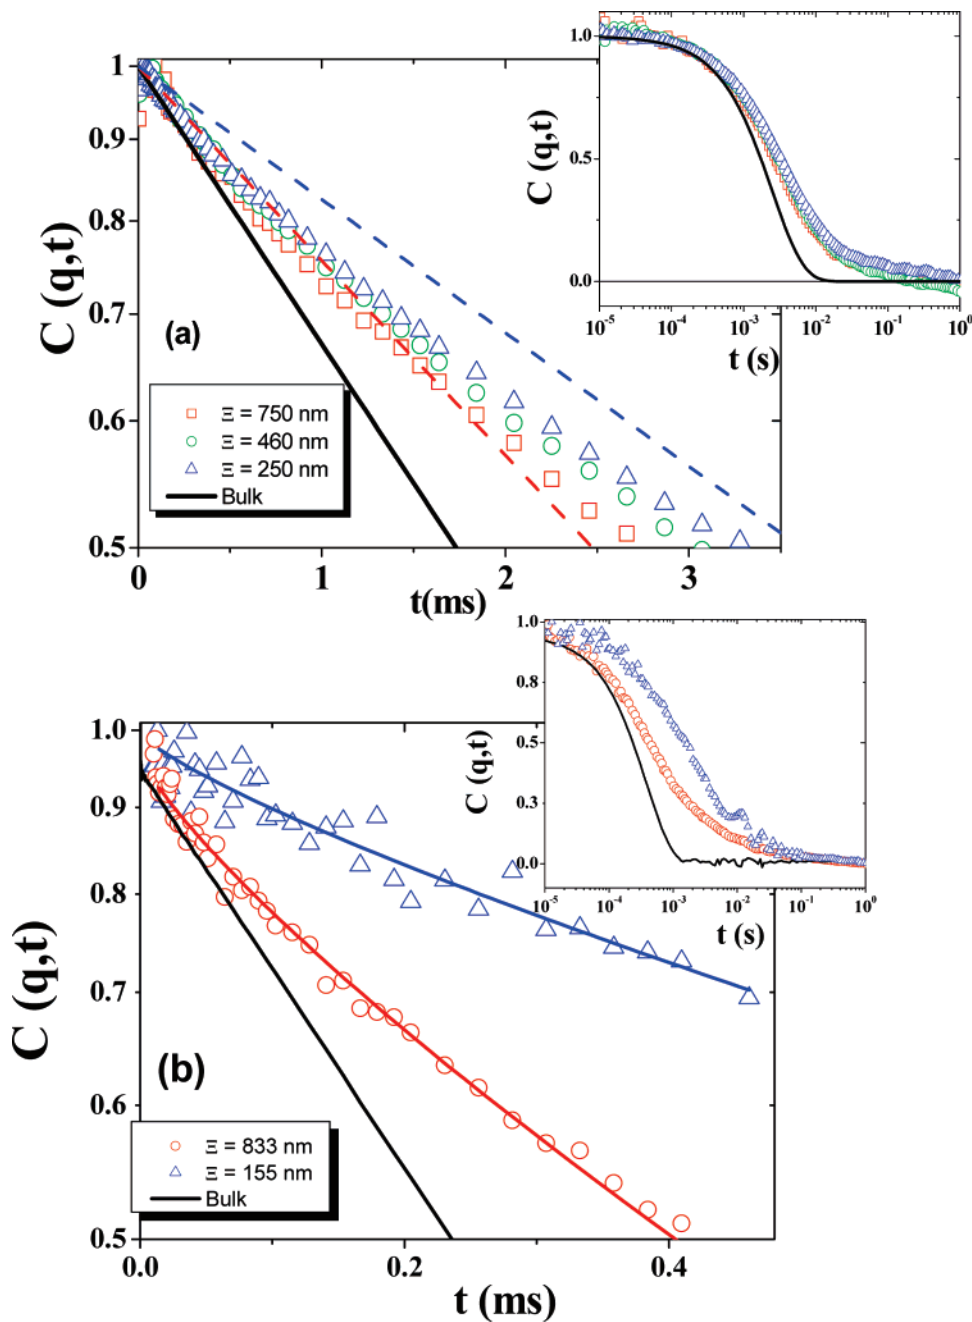 1.0
0.5
0.0
C (q,t)
10-5 10-4 10-3 10-2 10-1 100
t (s)
1
0.9
0.8
0.7
0.6
0.5
C (q,t)
(a)
Ξ = 750 nm
Ξ = 460 nm
Ξ = 250 nm
Bulk
0 1 2 3
t(ms)
1.0
0.8
0.5
0.3
0.0
C (q,t)
10-5 10-4 10-3 10-2 10-1 100
t (s)
1.0
0.9
0.8
0.7
0.6
0.5
C (q,t)
(b)
Ξ = 833 nm
Ξ = 155 nm
Bulk
0.0 0.2 0.4
t (ms)